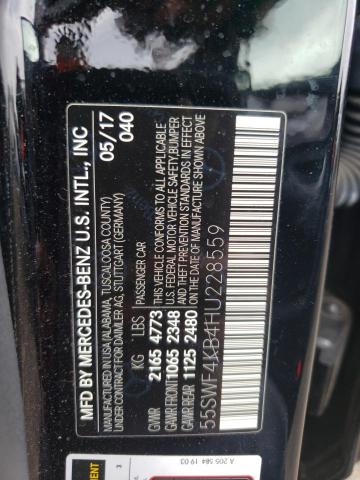 MFD BY MERCEDES-BENZ U.S. INTL., INC
MANUFACTURED IN USA (ALABAMA, TUSCALOOSA COUNTY)
UNDER CONTRACTOR FOR DAIMLER AG, STUTTGART (GERMANY)
05/17
040
PASSENGER CAR
KG LBS
GVWR 2165 4773
GAWR FRONT 1065 2348
GAWR REAR 1125 2480
THIS VEHICLE CONFORMS TO ALL APPLICABLE
U.S. FEDERAL MOTOR VEHICLE SAFETY, BUMPER
AND THEFT PREVENTION STANDARDS IN EFFECT ON THE DATE
OF MANUFACTURE SHOWN ABOVE.
55SWF4KB4HU228559
3
A 205 584 19 03